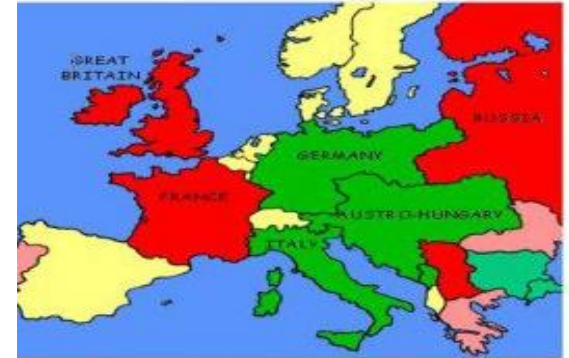 GREAT
BRITAIN
RUSSIA
GERMANY
FRANCE
AUSTRO-HUNGARY
ITALY